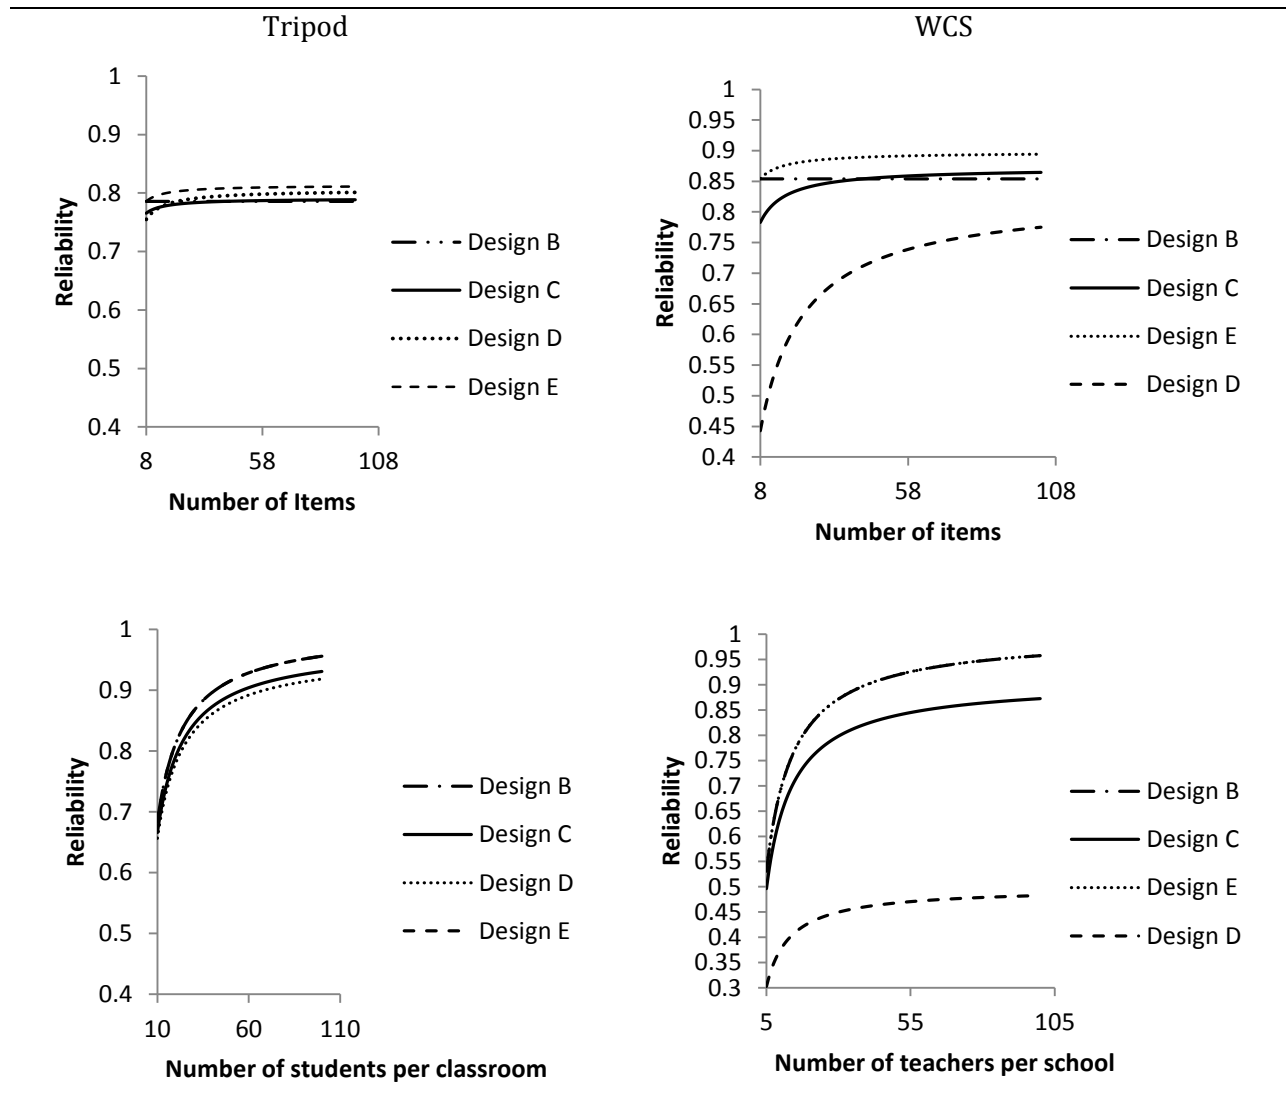 Tripod
WCS
1
0.9
0.8
0.7
0.6
0.5
0.4
Reliability
8
58
108
Number of Items
Design B
Design C
Design D
Design E
1
0.95
0.9
0.85
0.8
0.75
0.7
0.65
0.6
0.55
0.5
0.45
0.4
Reliability
8
58
108
Number of items
Design B
Design C
Design E
Design D
1
0.9
0.8
0.7
0.6
0.5
0.4
Reliability
10
60
110
Number of students per classroom
Design B
Design C
Design D
Design E
1
0.95
0.9
0.85
0.8
0.75
0.7
0.65
0.6
0.55
0.5
0.45
0.4
0.35
0.3
Reliability
5
55
105
Number of teachers per school
Design B
Design C
Design E
Design D